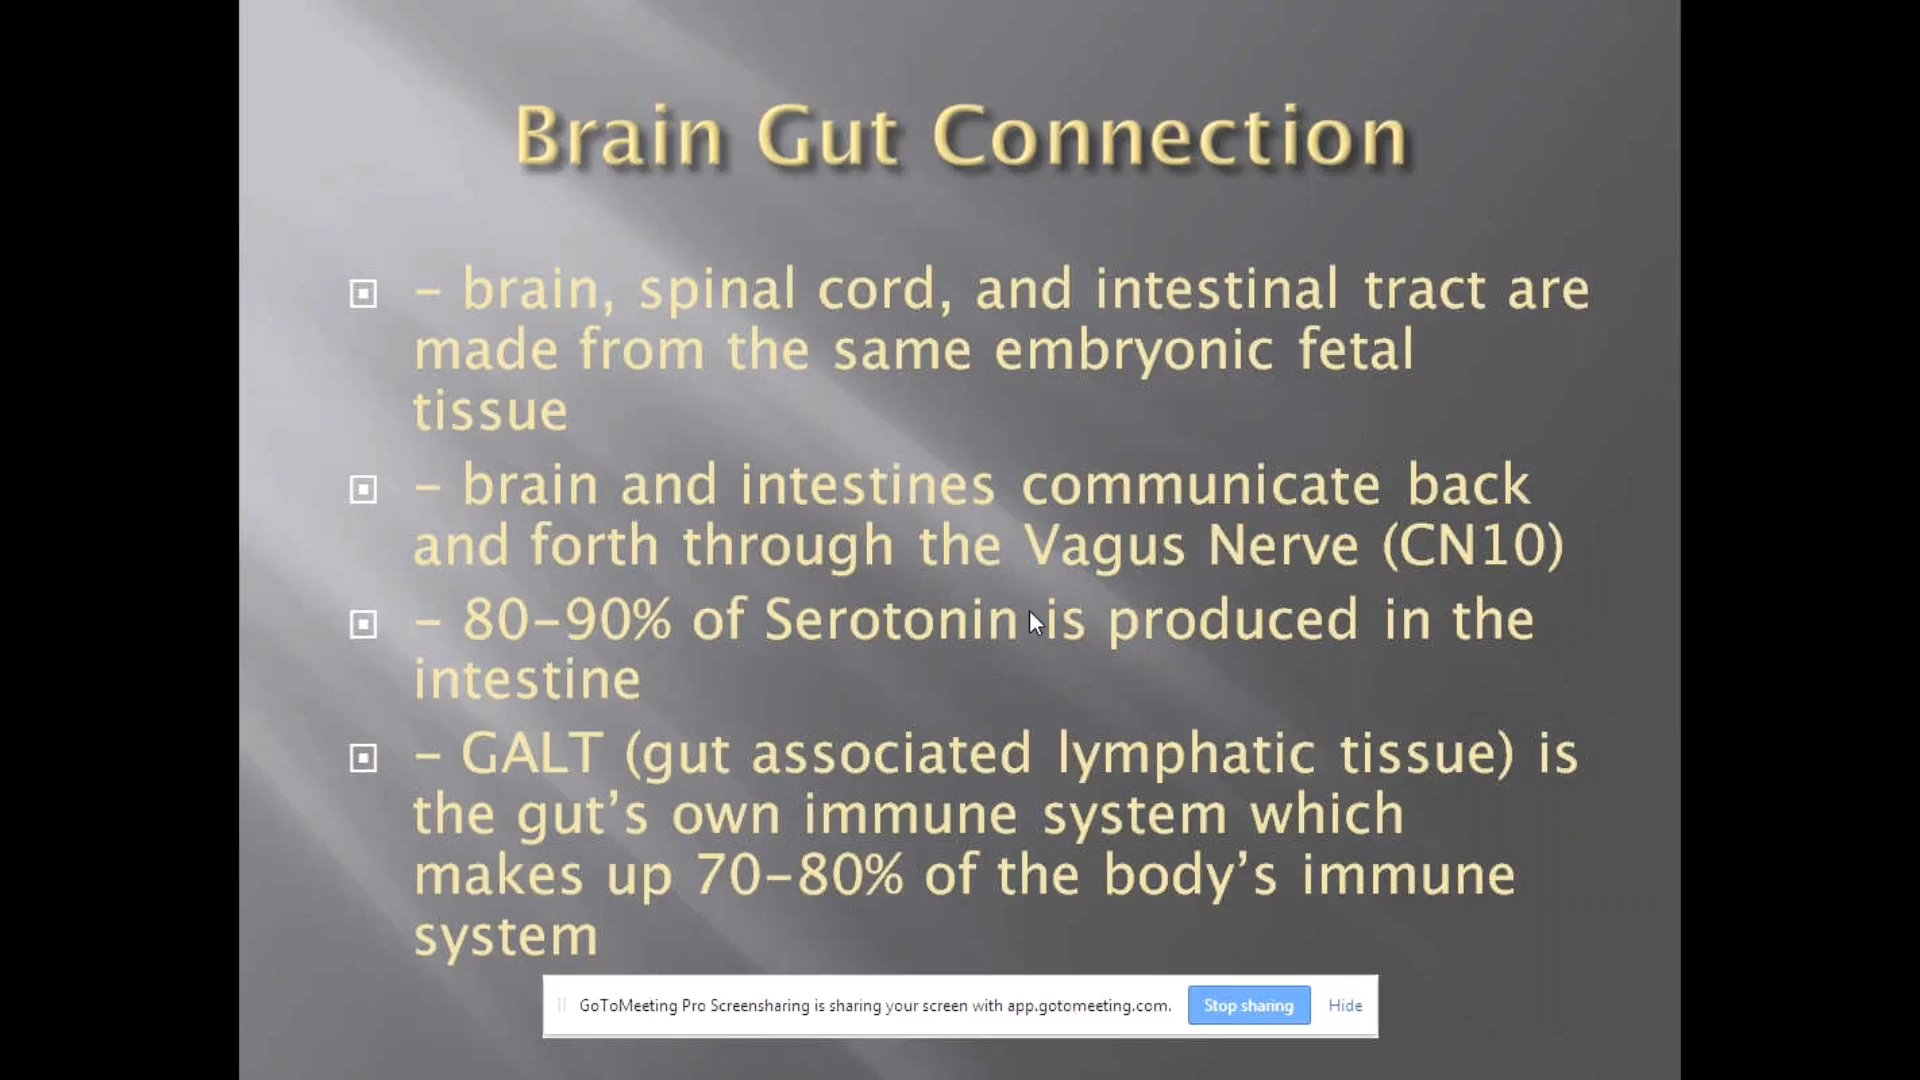 Brain Gut Connection
– brain, spinal cord, and intestinal tract are
made from the same embryonic fetal
tissue
– brain and intestines communicate back
and forth through the Vagus Nerve (CN10)
– 80–90% of Serotonin is produced in the
intestine
– GALT (gut associated lymphatic tissue) is
the gut’s own immune system which
makes up 70–80% of the body’s immune
system
GoToMeeting Pro Screensharing is sharing your screen with app.gotomeeting.com. Stop sharing Hide